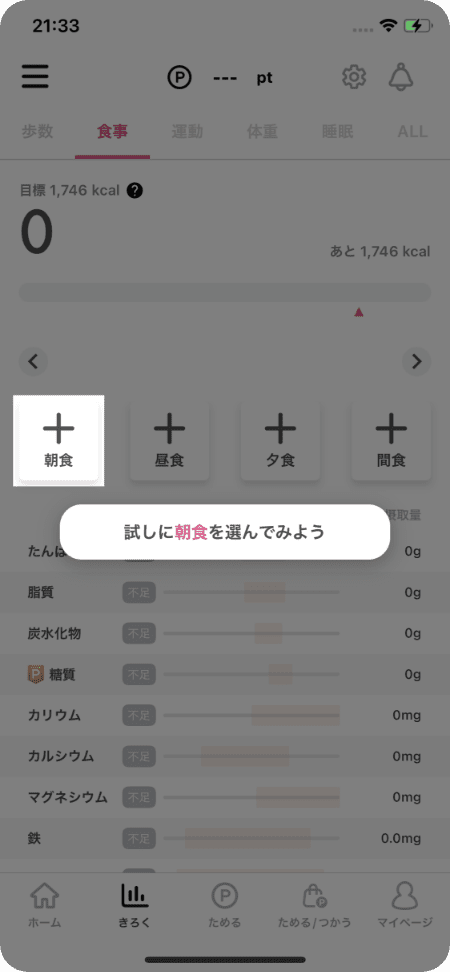 21:33
P --- pt
歩数 食事 運動 体重 睡眠 ALL
目標 1,746 kcal ?
0
あと 1,746 kcal
朝食 昼食 夕食 間食
摂取量
試しに朝食を選んでみよう
たんぱ 0g
脂質 不足 0g
炭水化物 不足 0g
P 糖質 不足 0g
カリウム 不足 0mg
カルシウム 不足 0mg
マグネシウム 不足 0mg
鉄 不足 0.0mg
ホーム きろく ためる ためる/つかう マイページ